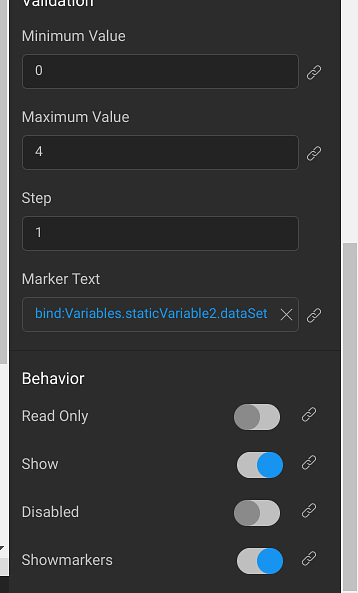 Validation
Minimum Value
0
Maximum Value
4
Step
1
Marker Text
bind:Variables.staticVariable2.dataSet
Behavior
Read Only
Show
Disabled
Showmarkers